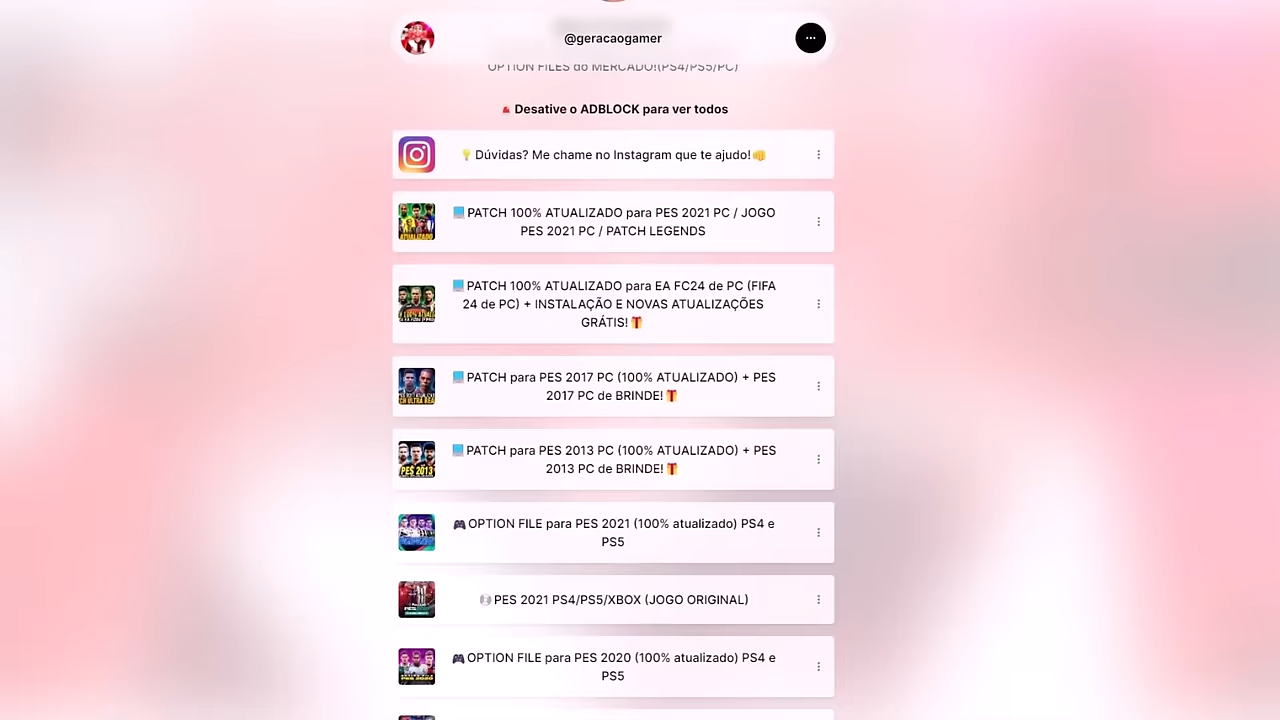 @geracaogamer
OPTION FILES do MERCADO!(PS4/PS5/PC)
Desative o ADBLOCK para ver todos
Dúvidas? Me chame no Instagram que te ajudo!
PATCH 100% ATUALIZADO para PES 2021 PC / JOGO
PES 2021 PC / PATCH LEGENDS
ATUALIZADO
PATCH 100% ATUALIZADO para EA FC24 de PC (FIFA
24 de PC) + INSTALAÇÃO E NOVAS ATUALIZAÇÕES
GRÁTIS!
PATCH para PES 2017 PC (100% ATUALIZADO) + PES
2017 PC de BRINDE!
PATCH para PES 2013 PC (100% ATUALIZADO) + PES
2013 PC de BRINDE!
PES 2013
OPTION FILE para PES 2021 (100% atualizado) PS4 e
PS5
PES 2021 PS4/PS5/XBOX (JOGO ORIGINAL)
OPTION FILE para PES 2020 (100% atualizado) PS4 e
PS5
PES 2020